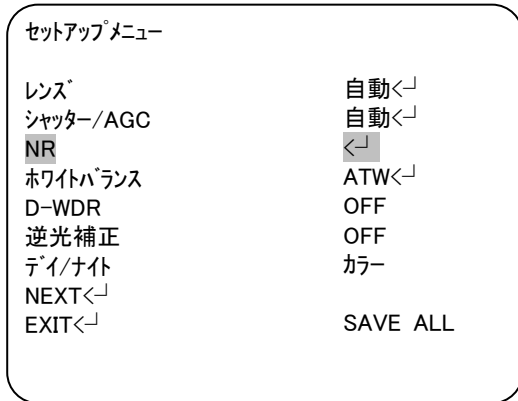 セットアップメニュー
レンズ 自動<┘
シャッター/AGC 自動<┘
NR <┘
ホワイトバランス ATW<┘
D-WDR OFF
逆光補正 OFF
デイ/ナイト カラー
NEXT<┘
EXIT<┘ SAVE ALL